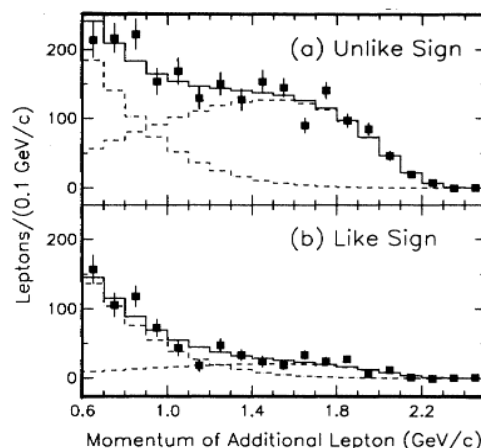 200
100
0
(a) Unlike Sign
Leptons/(0.1 GeV/c)
200
100
0
(b) Like Sign
0.6 1.0 1.4 1.8 2.2
Momentum of Additional Lepton (GeV/c)